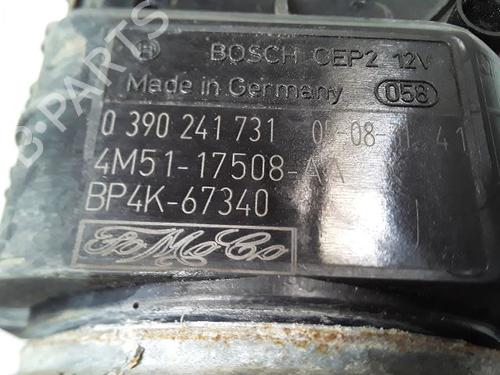 BOSCH CEP2 12V
Made in Germany 058
0 390 241 731
4M51-17508-AA
BP4K-67340
FoMoCo
B-PARTS